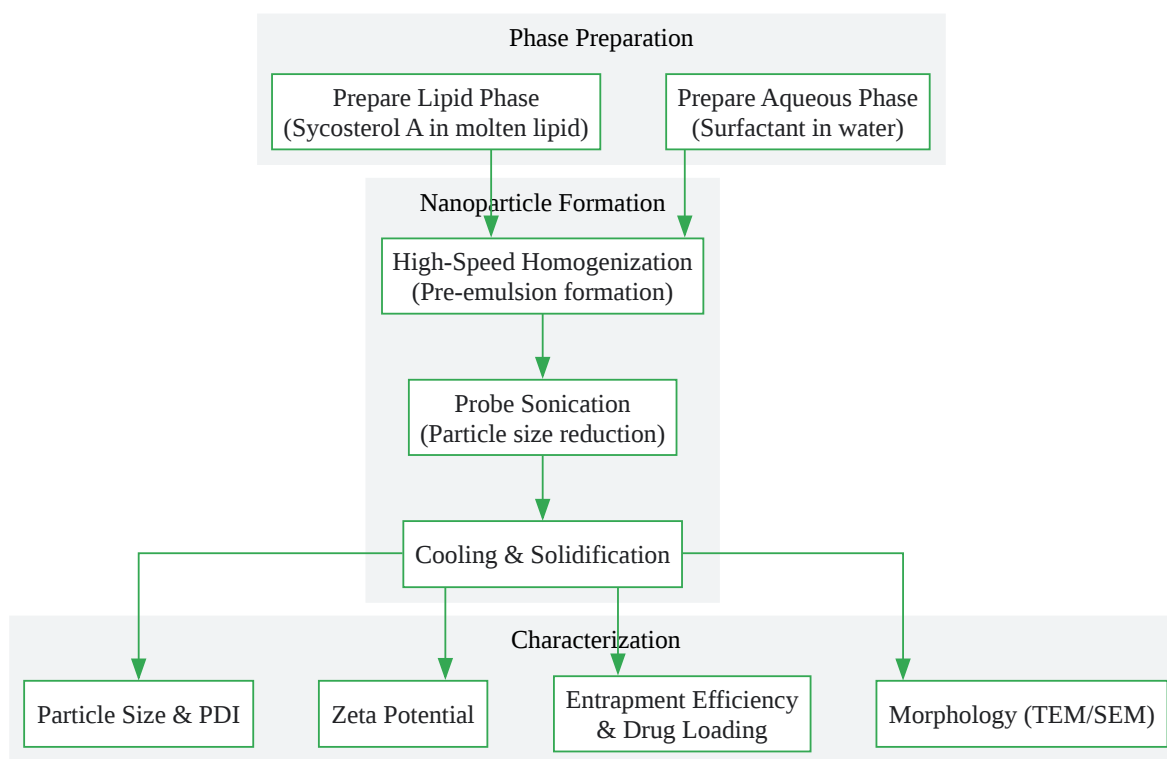 Phase Preparation
Prepare Lipid Phase
(Sycosterol A in molten lipid)
Prepare Aqueous Phase
(Surfactant in water)
Nanoparticle Formation
High-Speed Homogenization
(Pre-emulsion formation)
Probe Sonication
(Particle size reduction)
Cooling & Solidification
Characterization
Particle Size & PDI
Zeta Potential
Entrapment Efficiency
& Drug Loading
Morphology (TEM/SEM)